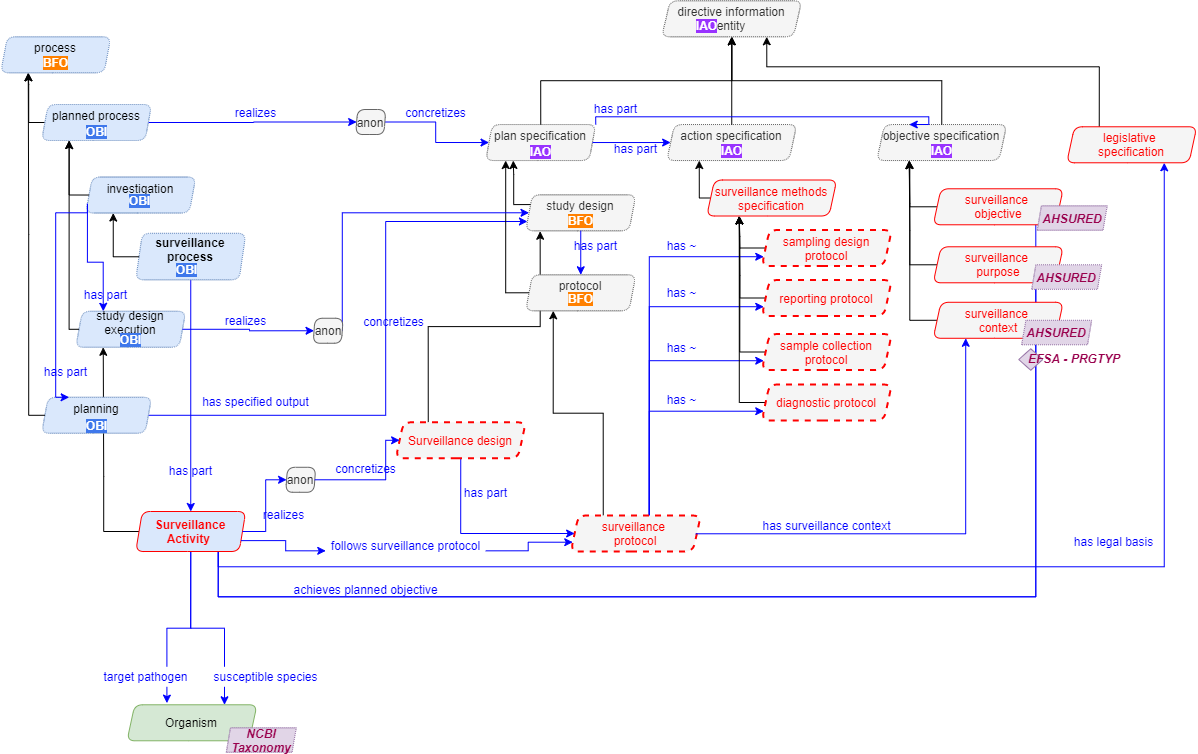 directive information
IAO entity
process
BFO
planned process
OBI
realizes
anon
concretizes
plan specification
IAO
has part
has part
action specification
IAO
objective specification
IAO
legislative
specification
investigation
OBI
surveillance
process
OBI
study design
BFO
has part
protocol
BFO
surveillance methods
specification
sampling design
protocol
reporting protocol
sample collection
protocol
diagnostic protocol
has ~
has ~
has ~
has ~
surveillance
objective
AHSURED
surveillance
purpose
AHSURED
surveillance
context
AHSURED
EFSA - PRGTYP
has part
study design
execution
OBI
realizes
anon
concretizes
has part
planning
OBI
has specified output
Surveillance design
has part
anon
concretizes
realizes
has part
Surveillance
Activity
follows surveillance protocol
surveillance
protocol
has surveillance context
has legal basis
achieves planned objective
target pathogen
susceptible species
Organism
NCBI
Taxonomy